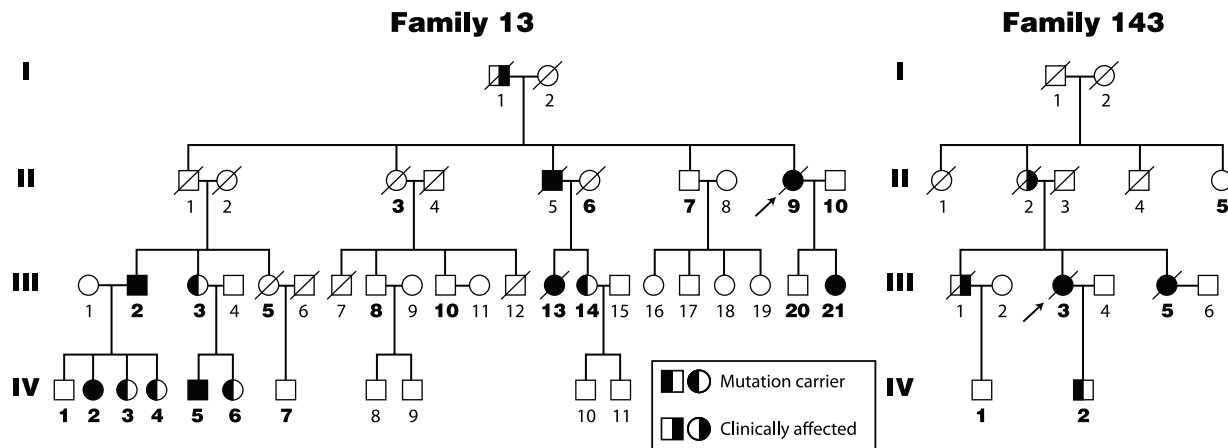 Family 13 Family 143
I I
1 2 1 2
II II
1 2 3 4 5 6 7 8 9 10 1 2 3 4 5
III III
1 2 3 4 5 6 7 8 9 10 11 12 13 14 15 16 17 18 19 20 21 1 2 3 4 5 6
IV IV
1 2 3 4 5 6 7 8 9 10 11 1 2
Mutation carrier
Clinically affected